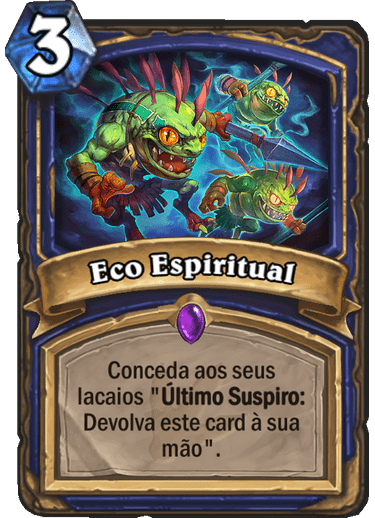 3
Eco Espiritual
Conceda aos seus
lacaios "Último Suspiro:
Devolva este card à sua
mão".